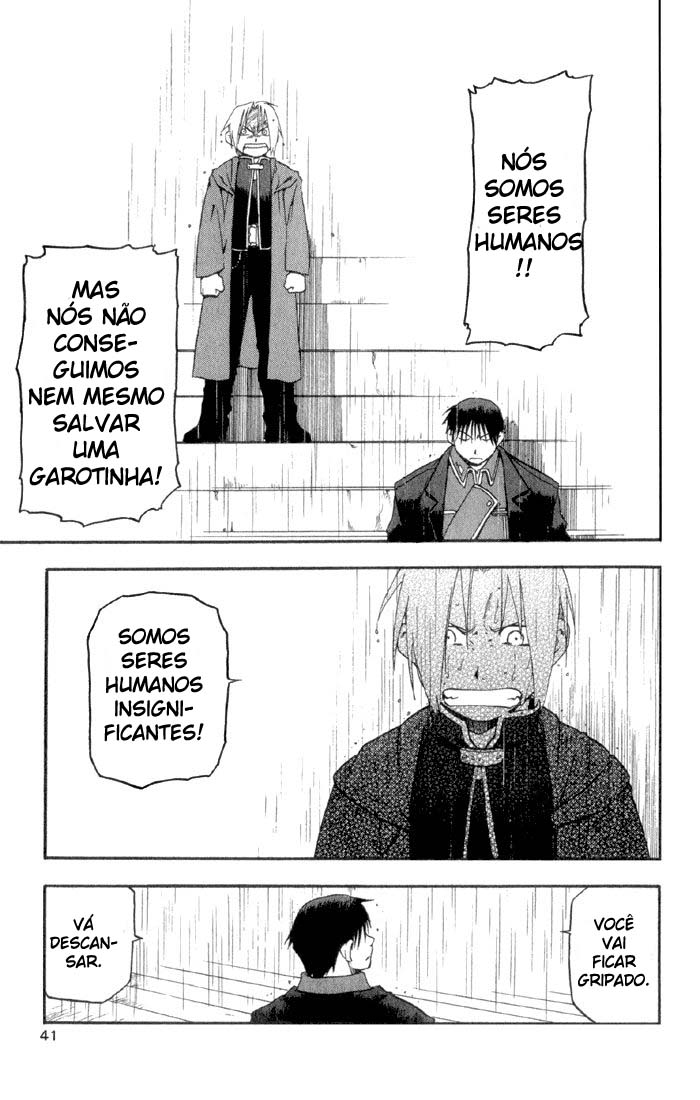 NÓS
SOMOS
SERES
HUMANOS
!!
MAS
NÓS NÃO
CONSE-
GUIMOS
NEM MESMO
SALVAR
UMA
GAROTINHA!
SOMOS
SERES
HUMANOS
INSIGNI-
FICANTES!
VOCÊ
VAI
FICAR
GRIPADO.
VÁ
DESCAN-
SAR.
41